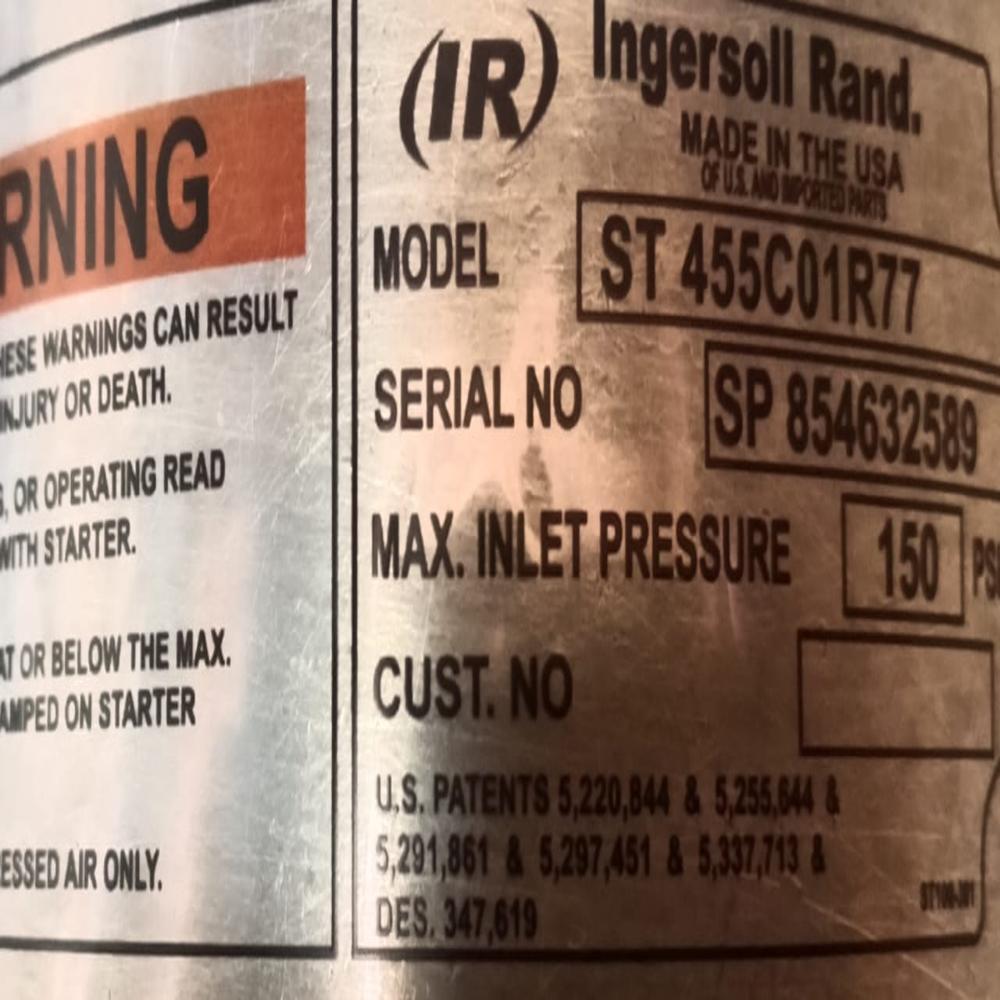 RNING
HESE WARNINGS CAN RESULT
INJURY OR DEATH.
S, OR OPERATING READ
WITH STARTER.
AT OR BELOW THE MAX.
AMPED ON STARTER
ESSED AIR ONLY.
(IR) Ingersoll Rand.
MADE IN THE USA
OF U.S. AND IMPORTED PARTS
MODEL ST 455C01R77
SERIAL NO SP 854632589
MAX. INLET PRESSURE 150 PSI
CUST. NO
U.S. PATENTS 5,220,844 & 5,255,644 &
5,291,861 & 5,297,451 & 5,337,713 &
DES. 347,619